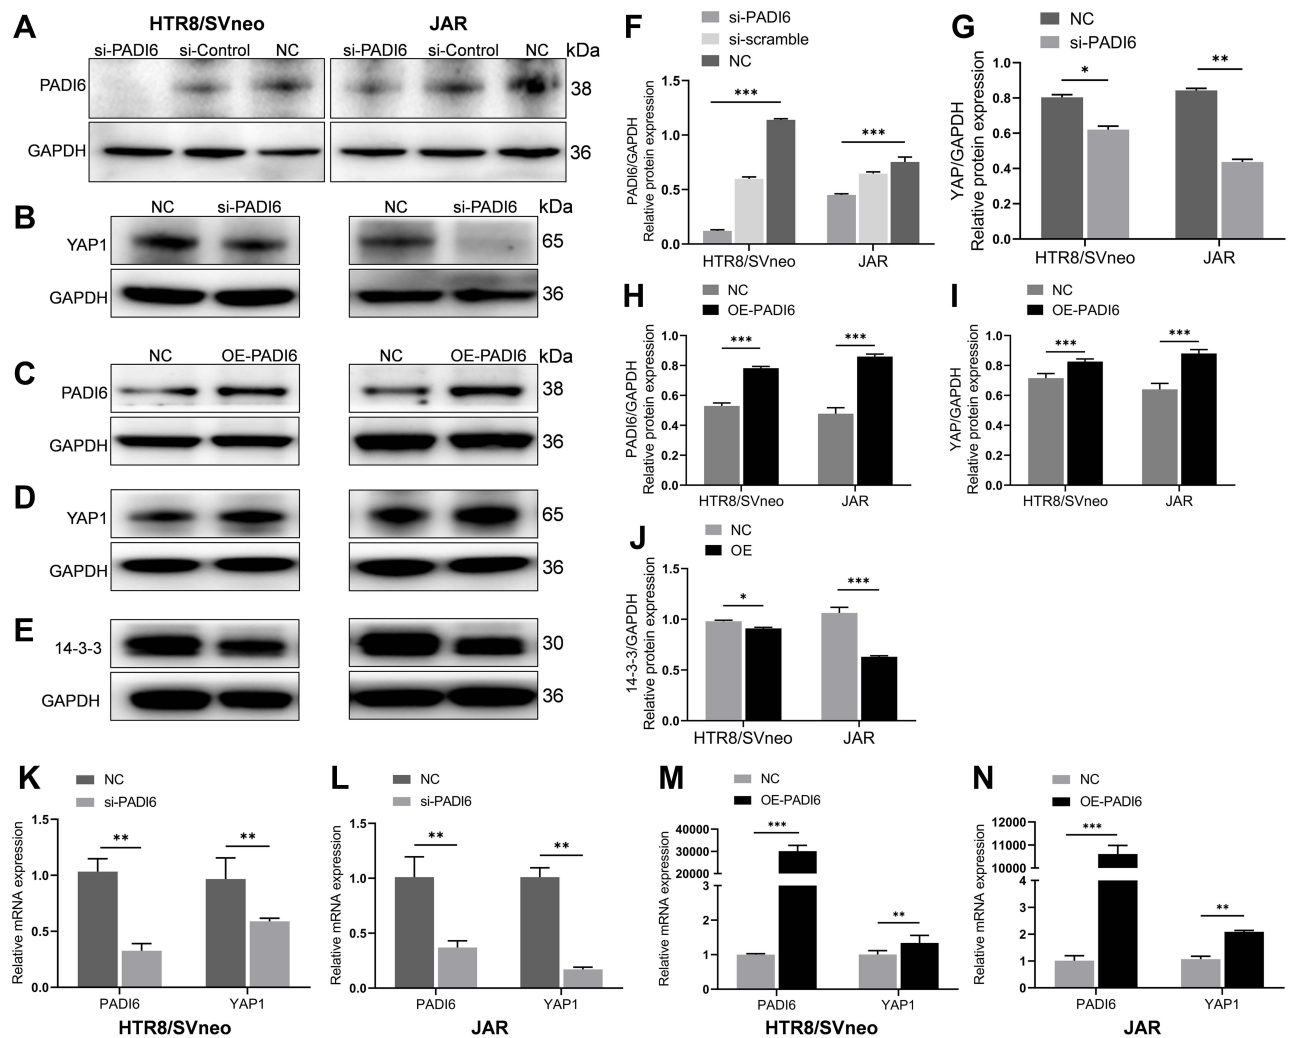 A
HTR8/SVneo
JAR
si-PADI6 si-Control NC
si-PADI6 si-Control NC kDa
PADI6
38
GAPDH
36
B
NC si-PADI6
NC si-PADI6 kDa
YAP1
65
GAPDH
36
C
NC OE-PADI6
NC OE-PADI6 kDa
PADI6
38
GAPDH
36
D
YAP1
65
GAPDH
36
E
14-3-3
30
GAPDH
36
F
si-PADI6
si-scramble
NC
PADI6/GAPDH
Relative protein expression
1.5
1.0
0.5
0.0
***
***
HTR8/SVneo JAR
G
NC
si-PADI6
YAP/GAPDH
Relative protein expression
1.0
0.8
0.6
0.4
0.2
0.0
*
**
HTR8/SVneo JAR
H
NC
OE-PADI6
PADI6/GAPDH
Relative protein expression
1.0
0.8
0.6
0.4
0.2
0.0
***
***
HTR8/SVneo JAR
I
NC
OE-PADI6
YAP/GAPDH
Relative protein expression
1.0
0.8
0.6
0.4
0.2
0.0
***
***
HTR8/SVneo JAR
J
NC
OE
14-3-3/GAPDH
Relative protein expression
1.5
1.0
0.5
0.0
*
***
HTR8/SVneo JAR
K
NC
si-PADI6
Relative mRNA expression
1.5
1.0
0.5
0.0
**
**
PADI6 YAP1
HTR8/SVneo
L
NC
si-PADI6
Relative mRNA expression
1.5
1.0
0.5
0.0
**
**
PADI6 YAP1
JAR
M
NC
OE-PADI6
Relative mRNA expression
40000
30000
20000
3
2
1
0
***
**
PADI6 YAP1
HTR8/SVneo
N
NC
OE-PADI6
Relative mRNA expression
12000
11000
10000
4
3
2
1
0
***
**
PADI6 YAP1
JAR